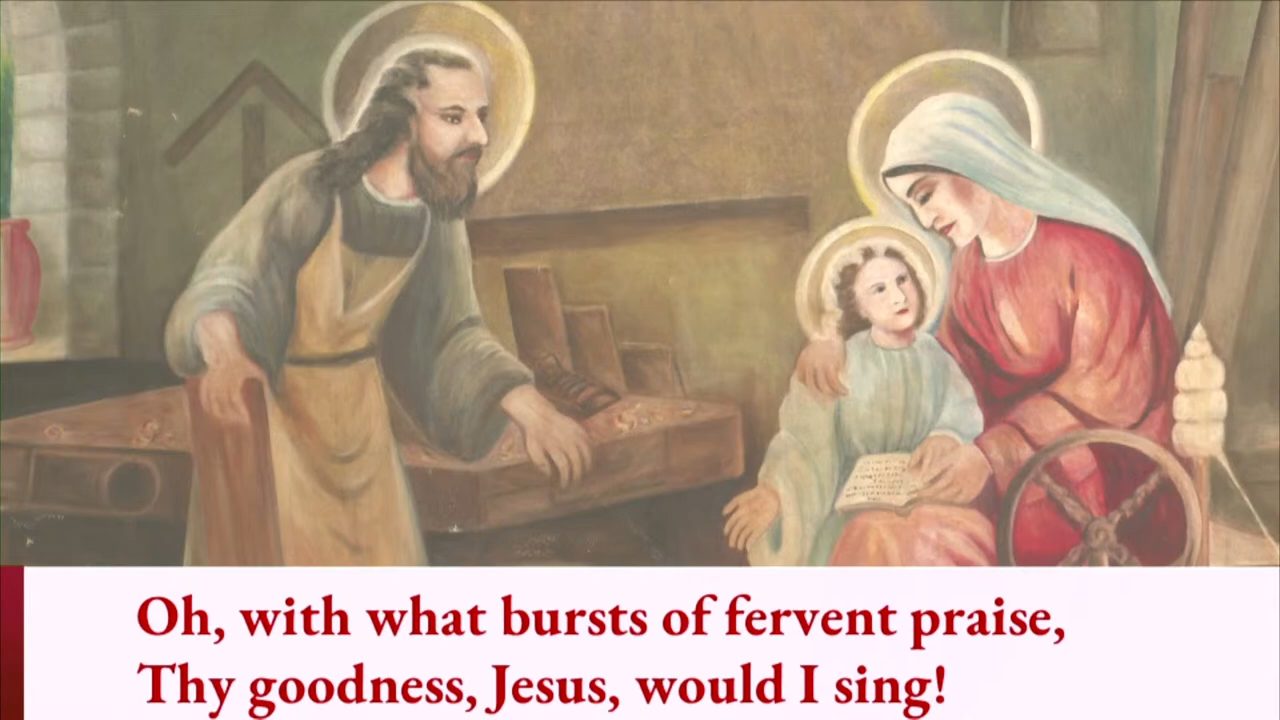 Oh, with what bursts of fervent praise,
Thy goodness, Jesus, would I sing!